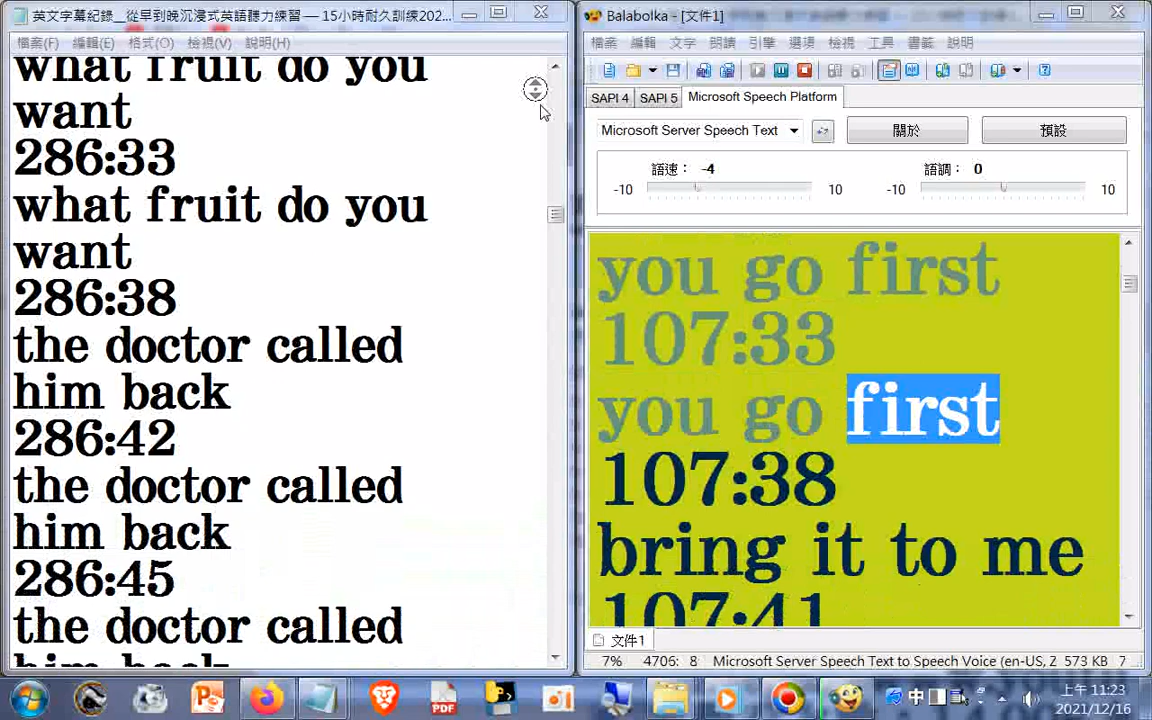 英文字幕紀錄__從早到晚沉浸式英語聽力練習 — 15小時耐久訓練202...
檔案(F) 編輯(E) 格式(O) 檢視(V) 說明(H)
what fruit do you
want
286:33
what fruit do you
want
286:38
the doctor called
him back
286:42
the doctor called
him back
286:45
the doctor called
him back
Balabolka - [文件1]
檔案 編輯 文字 朗讀 引擎 選項 檢視 工具 書籤 說明
SAPI 4 SAPI 5 Microsoft Speech Platform
Microsoft Server Speech Text 關於 預設
語速： -4 語調： 0
-10 10 -10 10
you go first
107:33
you go first
107:38
bring it to me
107:41
文件1
7% 4706: 8 Microsoft Server Speech Text to Speech Voice (en-US, 2 573 KB 7
PDF
中
上午 11:23
2021/12/16